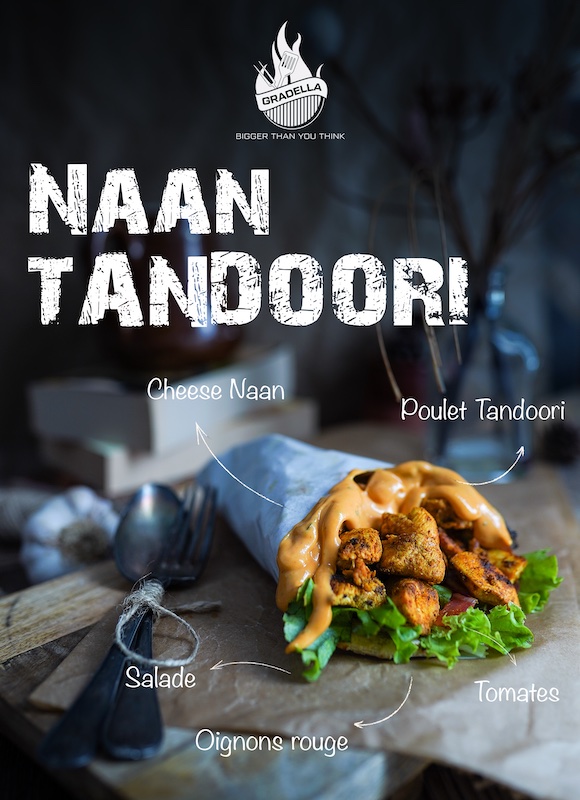 GRADELLA
BIGGER THAN YOU THINK
NAAN
TANDOORI
Cheese Naan
Poulet Tandoori
Salade
Tomates
Oignons rouge